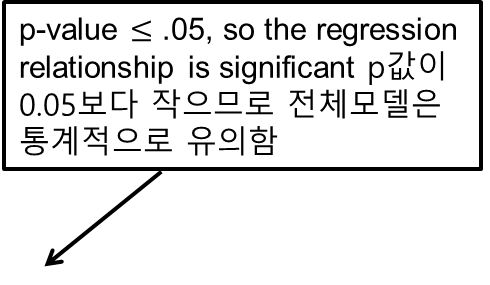 p-value ≤ .05, so the regression
relationship is significant p값이
0.05보다 작으므로 전체모델은
통계적으로 유의함